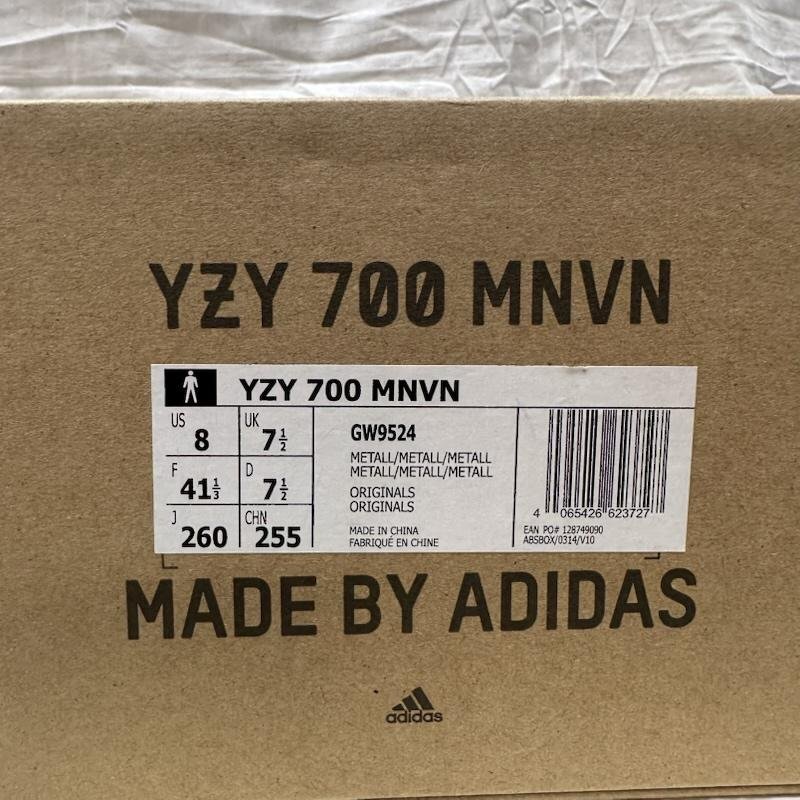 YZY 700 MNVN
YZY 700 MNVN
US 8 UK 7½
F 41⅓ D 7½
J 260 CHN 255
GW9524
METALL/METALL/METALL
METALL/METALL/METALL
ORIGINALS
ORIGINALS
MADE IN CHINA
FABRIQUÉ EN CHINE
4 065426 623727
EAN PO# 128749090
ABSBOX/0314/V10
MADE BY ADIDAS
adidas